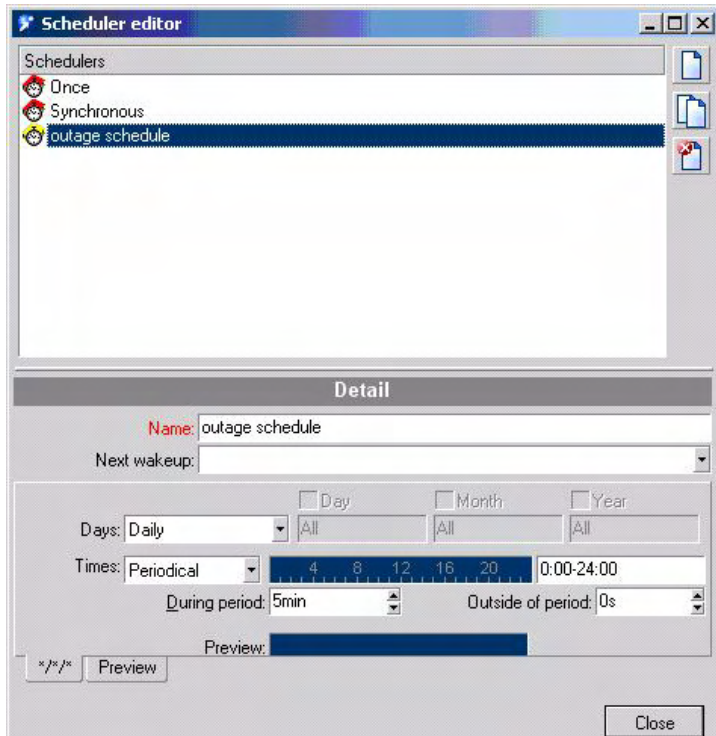 Scheduler editor
Schedulers
Once
Synchronous
outage schedule
Detail
Name: outage schedule
Next wakeup:
Day Month Year
Days: Daily All All All
Times: Periodical 4 8 12 16 20 0:00-24:00
During period: 5min Outside of period: 0s
Preview:
*/*/* Preview
Close